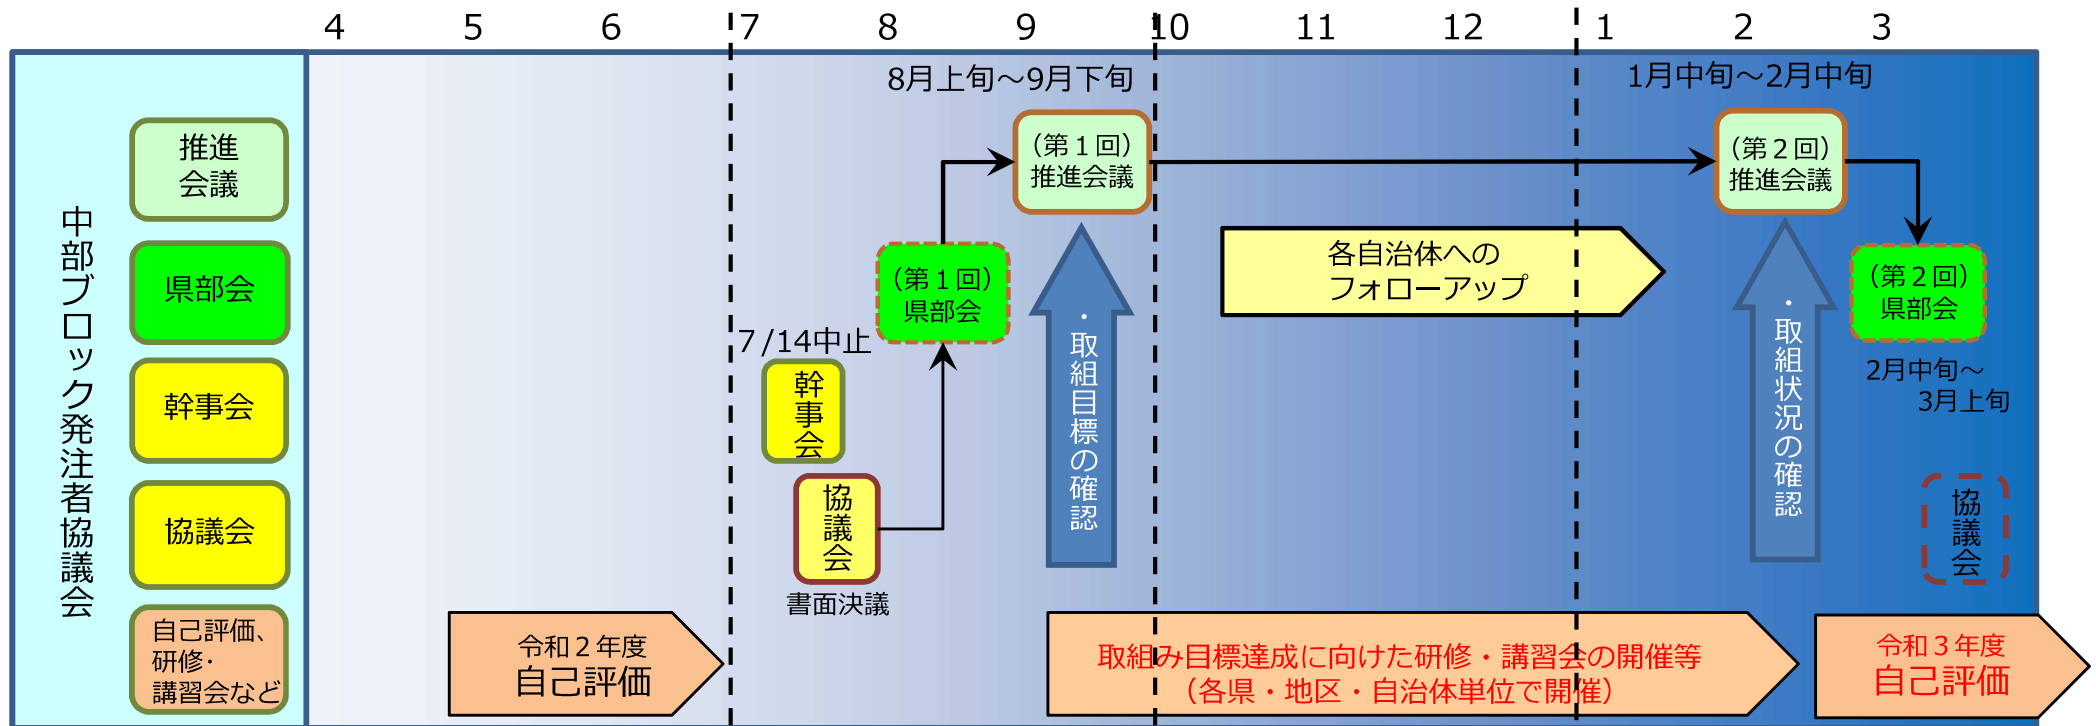 4 5 6 7 8 9 10 11 12 1 2 3
中部ブロック発注者協議会
推進
会議
県部会
幹事会
協議会
自己評価、
研修・
講習会など
8月上旬～9月下旬
1月中旬～2月中旬
（第１回）
推進会議
（第２回）
推進会議
（第１回）
県部会
各自治体への
フォローアップ
（第２回）
県部会
2月中旬～
3月上旬
7/14中止
幹事会
協議会
書面決議
・取組目標の確認
・取組状況の確認
協議会
令和２年度
自己評価
取組み目標達成に向けた研修・講習会の開催等
（各県・地区・自治体単位で開催）
令和３年度
自己評価